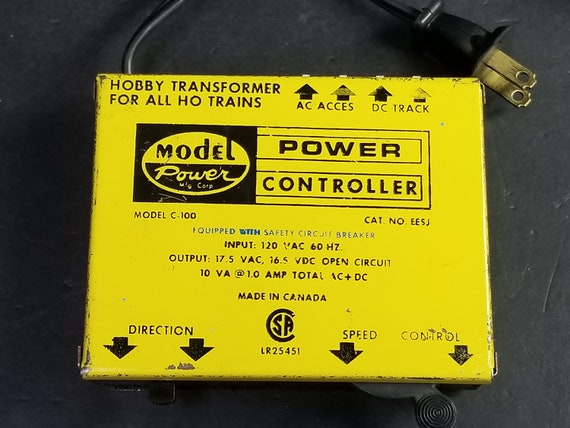 HOBBY TRANSFORMER
FOR ALL HO TRAINS
AC ACCES DC TRACK
MODEL
Power
Mfg Corp
POWER
CONTROLLER
MODEL C-100 CAT. NO. EESJ
EQUIPPED WITH SAFETY CIRCUIT BREAKER
INPUT: 120 VAC 60 HZ.
OUTPUT: 17.5 VAC, 16.5 VDC OPEN CIRCUIT
10 VA @ 1.0 AMP TOTAL AC+DC
MADE IN CANADA
DIRECTION SPEED CONTROL
CSA
LR25451